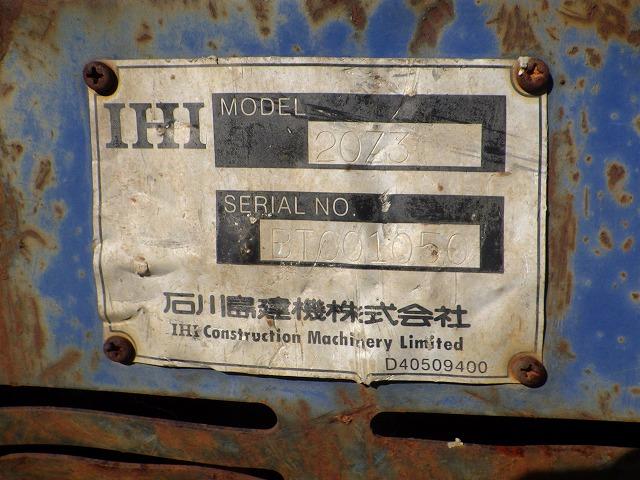 IHI
MODEL
20Z3
SERIAL NO.
BT001050
石川島建機株式会社
IHI Construction Machinery Limited
D40509400